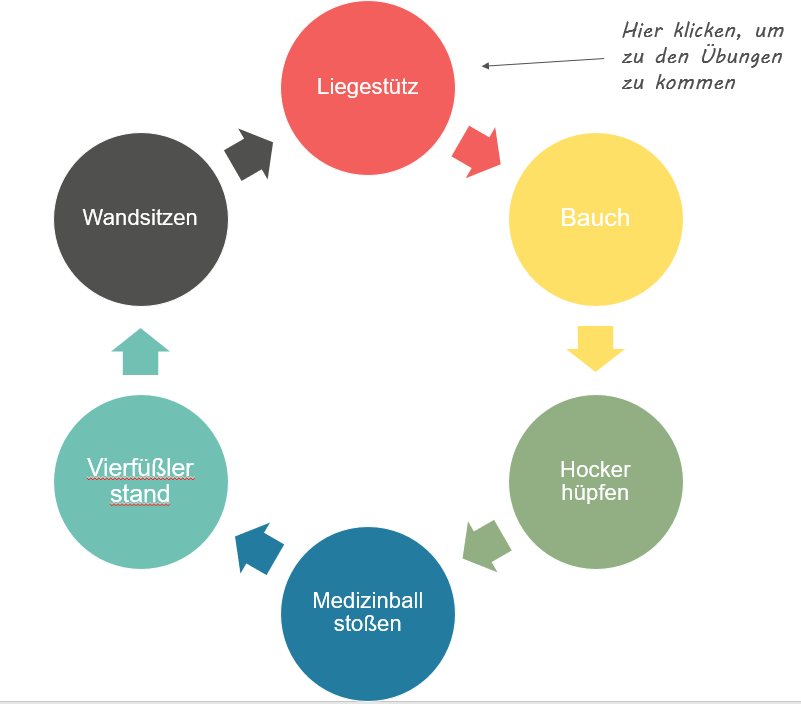 Hier klicken, um
zu den Übungen
zu kommen
Liegestütz
Bauch
Hocker
hüpfen
Medizinball
stoßen
Vierfüßler
stand
Wandsitzen